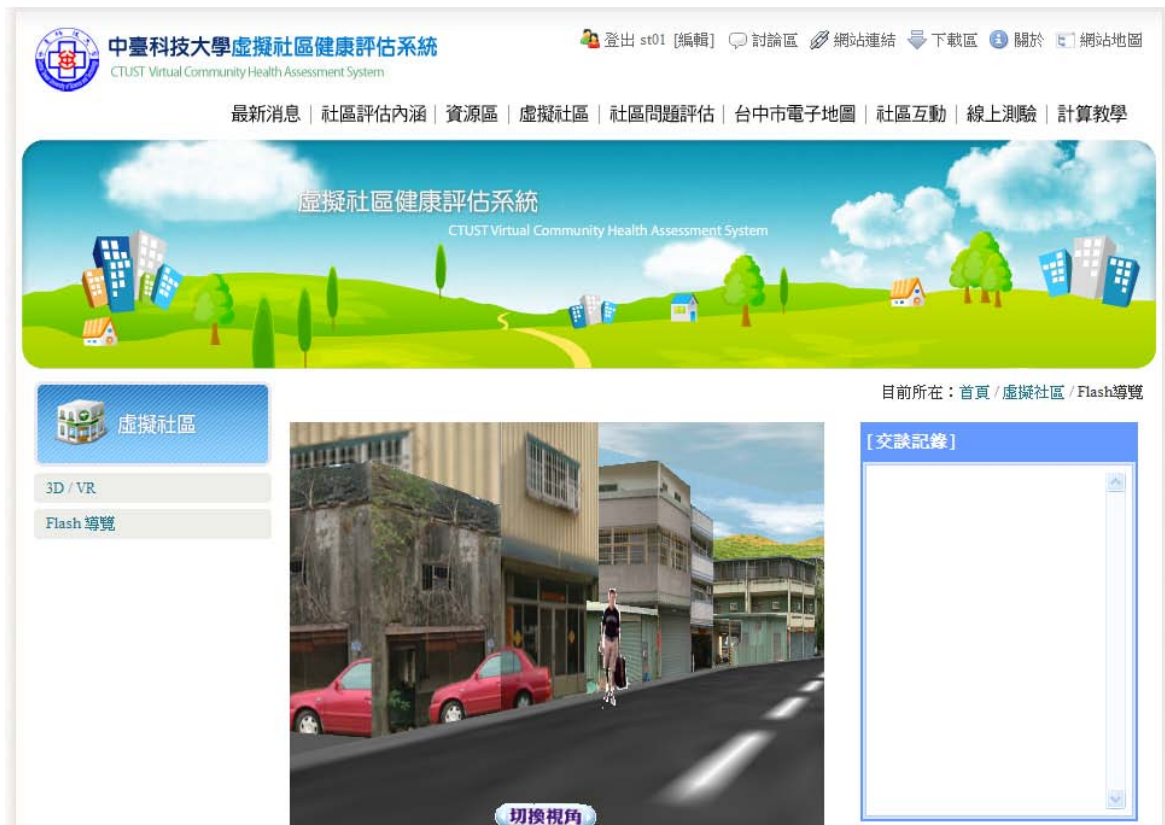 中臺科技大學虛擬社區健康評估系統
CTUST Virtual Community Health Assessment System
登出 st01 [編輯] 討論區 網站連結 下載區 關於 網站地圖
最新消息 | 社區評估內涵 | 資源區 | 虛擬社區 | 社區問題評估 | 台中市電子地圖 | 社區互動 | 線上測驗 | 計算教學
虛擬社區健康評估系統
CTUST Virtual Community Health Assessment System
目前所在：首頁 / 虛擬社區 / Flash導覽
虛擬社區
3D / VR
Flash 導覽
[交談記錄]
切換視角